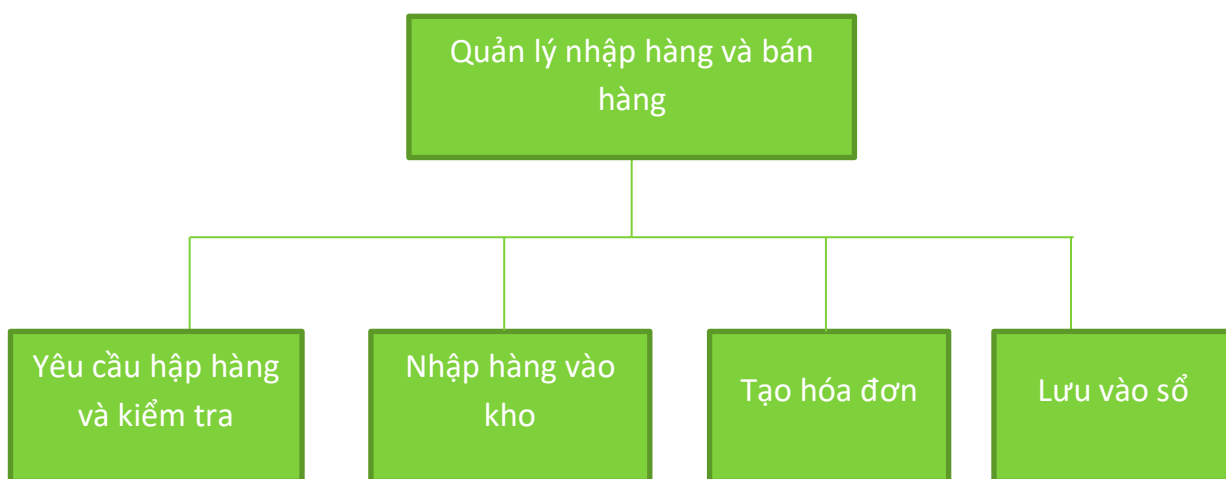 Quản lý nhập hàng và bán
hàng
Yêu cầu hập hàng
và kiểm tra
Nhập hàng vào
kho
Tạo hóa đơn
Lưu vào sổ